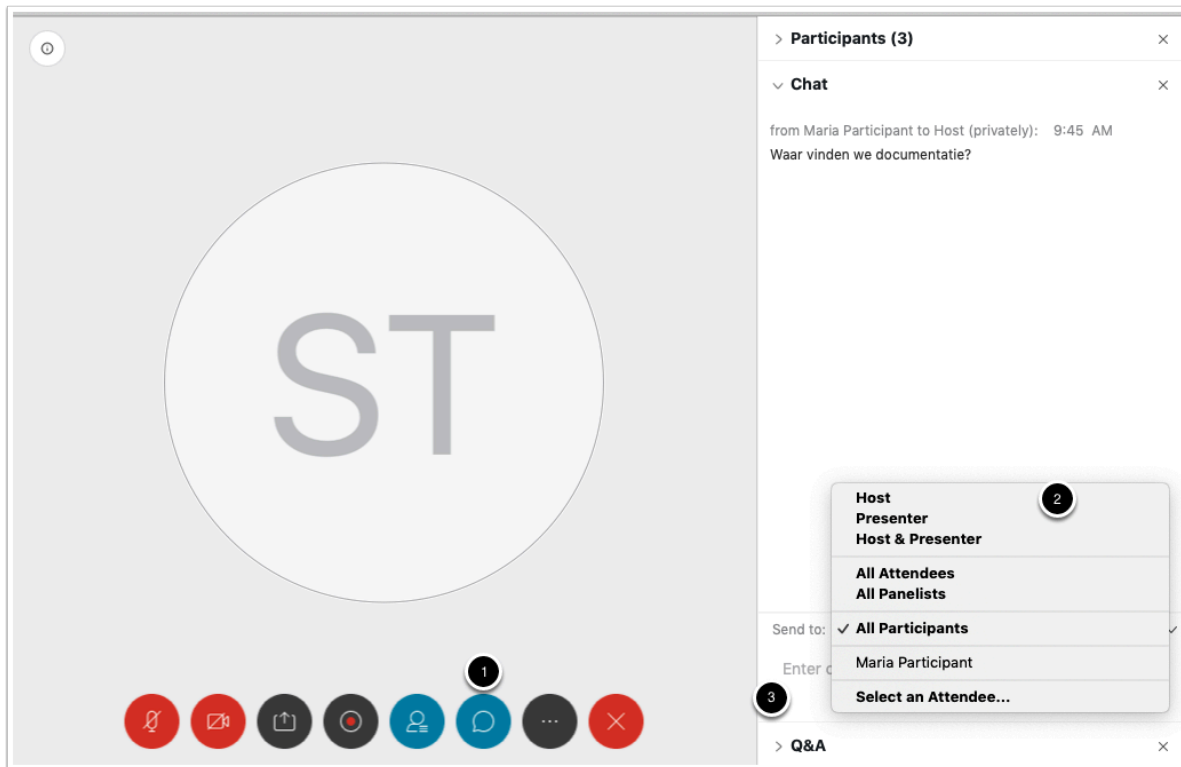 ST
1
Participants (3)
Chat
from Maria Participant to Host (privately): 9:45 AM
Waar vinden we documentatie?
2
Host
Presenter
Host & Presenter
All Attendees
All Panelists
Send to: ✓ All Participants
Maria Participant
Select an Attendee...
Enter
3
Q&A